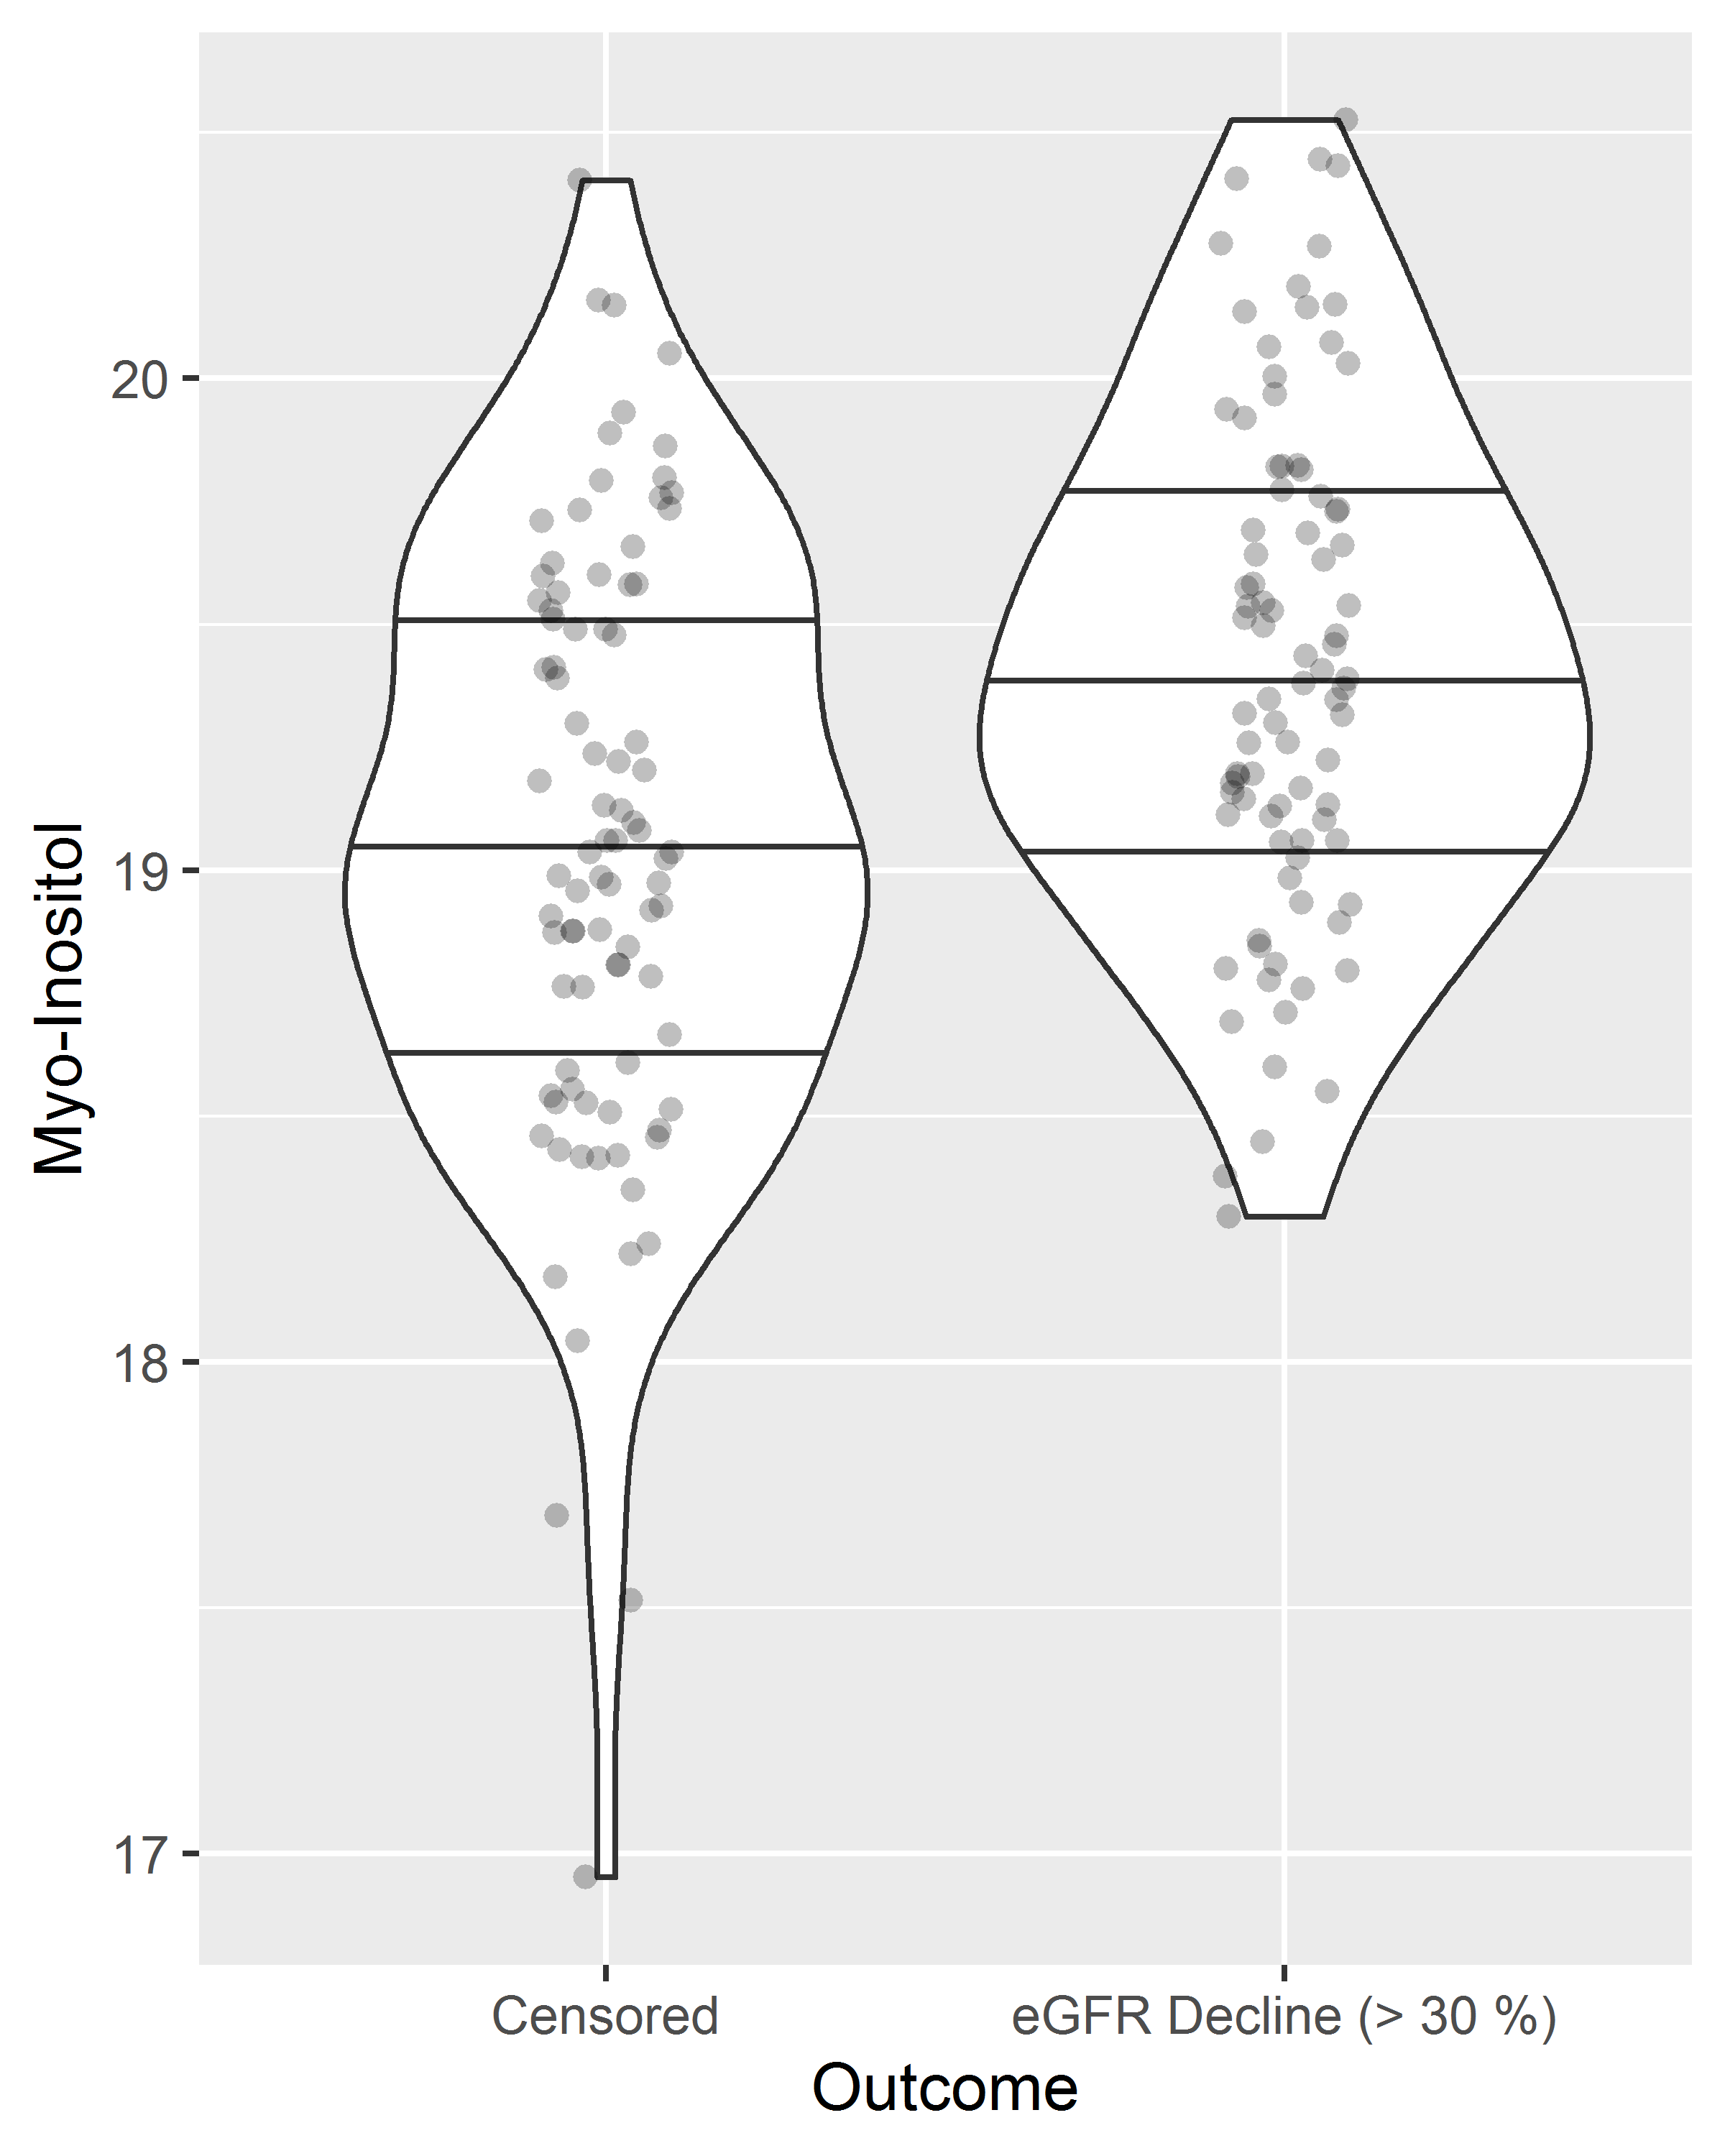 Myo-Inositol
20
19
18
17
Censored
eGFR Decline (> 30 %)
Outcome